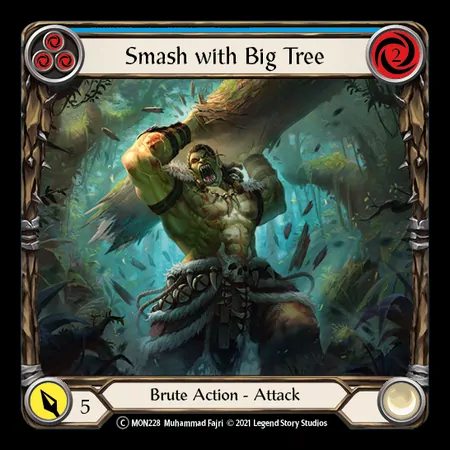 Smash with Big Tree
2
5
Brute Action - Attack
C MON228 Muhammad Fajri © 2021 Legend Story Studios